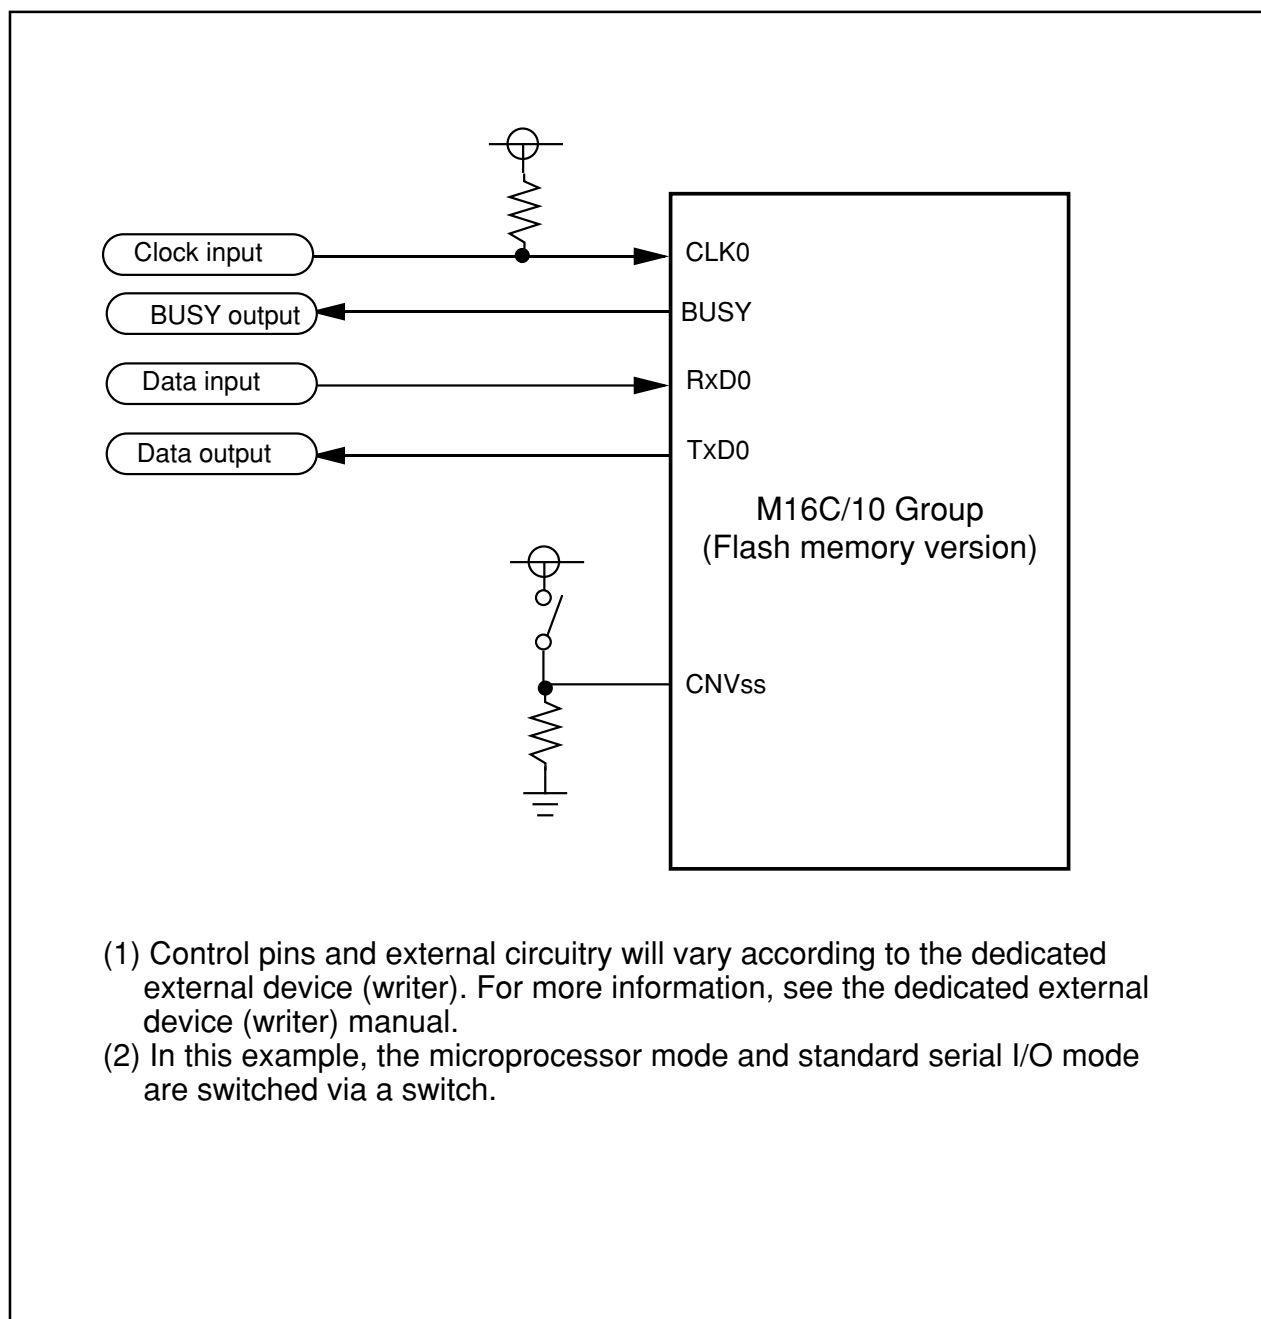 Clock input
CLK0
BUSY output
BUSY
Data input
RxD0
Data output
TxD0
M16C/10 Group
(Flash memory version)
CNVss
(1) Control pins and external circuitry will vary according to the dedicated
external device (writer). For more information, see the dedicated external
device (writer) manual.
(2) In this example, the microprocessor mode and standard serial I/O mode
are switched via a switch.